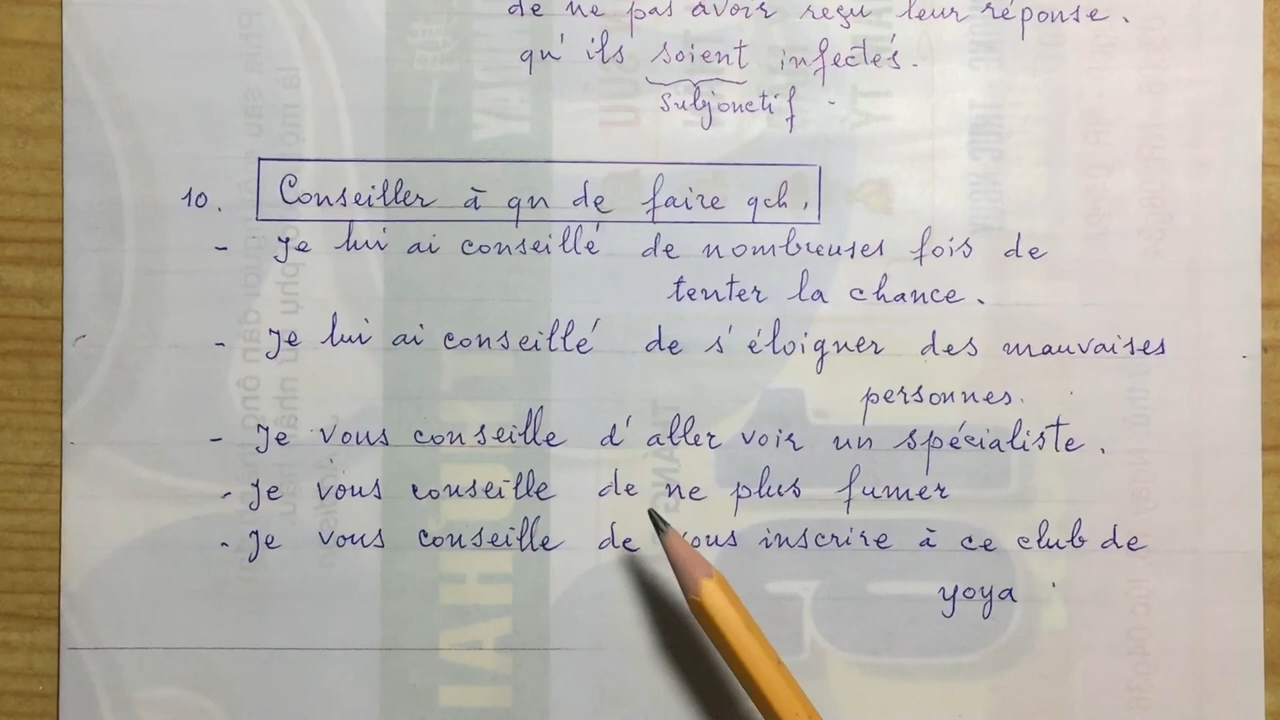 de ne pas avoir reçu leur réponse.
qu'ils soient infectés.
subjonctif
10. Conseiller à qn de faire qch.
- Je lui ai conseillé de nombreuses fois de
tenter la chance.
- Je lui ai conseillé de s'éloigner des mauvaises
personnes.
- Je vous conseille d'aller voir un spécialiste.
- Je vous conseille de ne plus fumer
- Je vous conseille de vous inscrire à ce club de
yoya